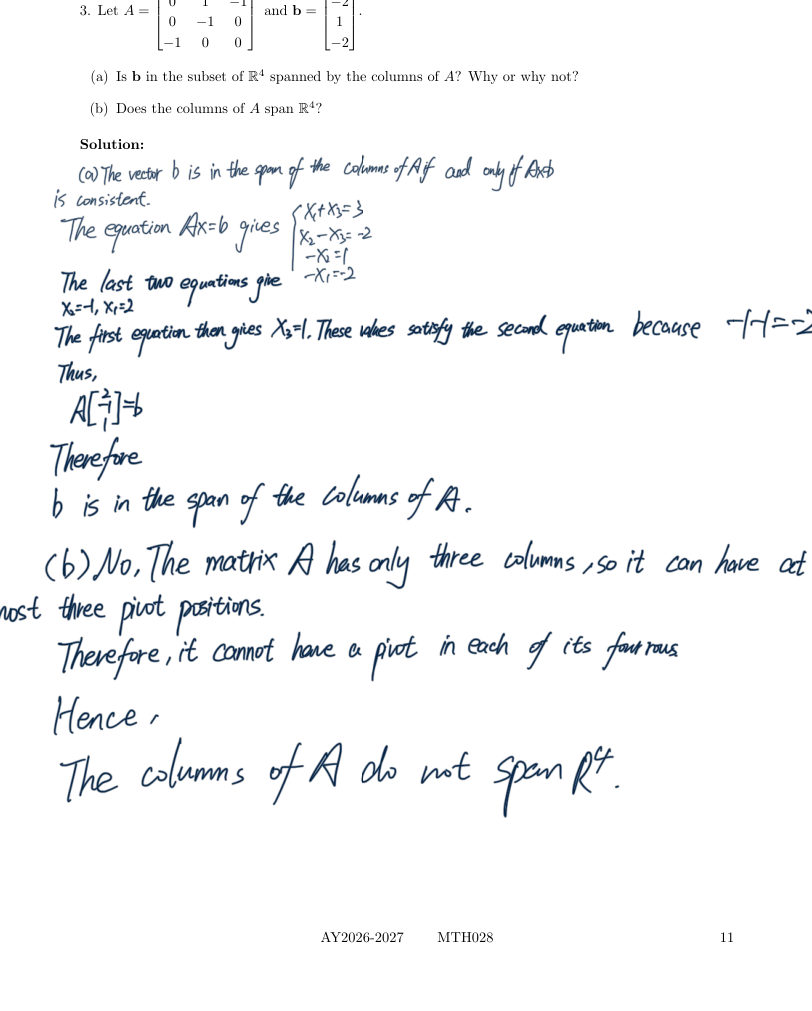 3. Let A = [0 1 −1; 0 −1 0; −1 0 0] and b = [−2; 1; −2].
(a) Is b in the subset of ℝ⁴ spanned by the columns of A? Why or why not?
(b) Does the columns of A span ℝ⁴?
Solution:
(a) The vector b is in the span of the columns of A if and only if Ax=b
is consistent.
The equation Ax=b gives { x₁+x₃=3
x₂-x₃=-2
-x₂=1
-x₁=-2
The last two equations give
x₂=-1, x₁=2
The first equation then gives x₃=1. These values satisfy the second equation because -1-1=-2
Thus,
A[2 -1 1]=b
Therefore
b is in the span of the columns of A.
(b) No, The matrix A has only three columns, so it can have at
most three pivot positions.
Therefore, it cannot have a pivot in each of its four rows
Hence,
The columns of A do not span R⁴.
AY2026-2027 MTH028 11